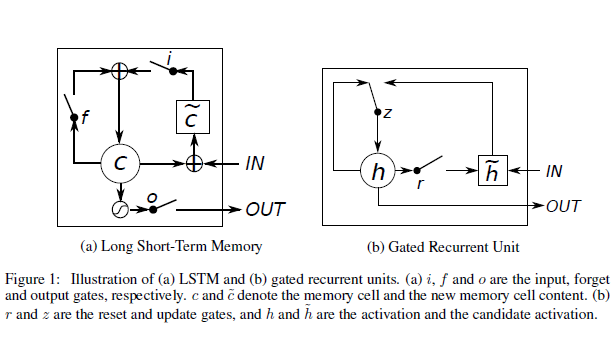 i
f
c̃
c
IN
o
OUT
(a) Long Short-Term Memory
z
h
r
h̃
IN
OUT
(b) Gated Recurrent Unit
Figure 1: Illustration of (a) LSTM and (b) gated recurrent units. (a) i, f and o are the input, forget
and output gates, respectively. c and c̃ denote the memory cell and the new memory cell content. (b)
r and z are the reset and update gates, and h and h̃ are the activation and the candidate activation.